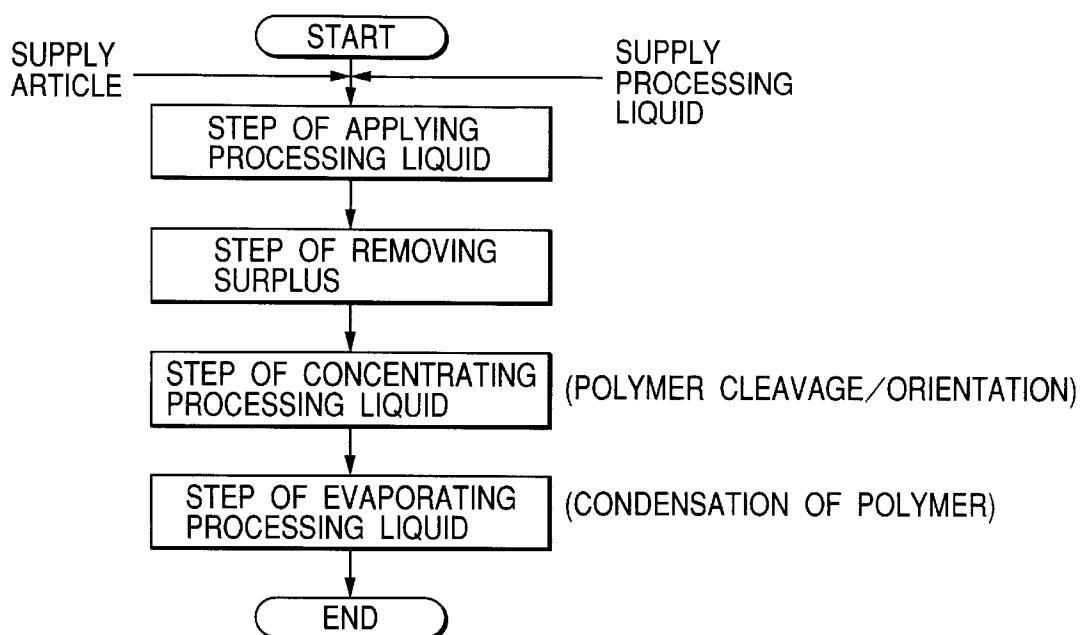 START
SUPPLY
ARTICLE
SUPPLY
PROCESSING
LIQUID
STEP OF APPLYING
PROCESSING LIQUID
STEP OF REMOVING
SURPLUS
STEP OF CONCENTRATING
PROCESSING LIQUID
(POLYMER CLEAVAGE/ORIENTATION)
STEP OF EVAPORATING
PROCESSING LIQUID
(CONDENSATION OF POLYMER)
END